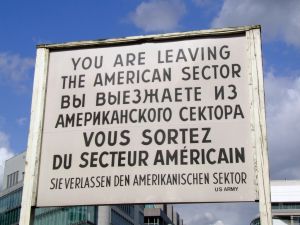 YOU ARE LEAVING
THE AMERICAN SECTOR
ВЫ ВЫЕЗЖАЕТЕ ИЗ
АМЕРИКАНСКОГО СЕКТОРА
VOUS SORTEZ
DU SECTEUR AMÉRICAIN
SIE VERLASSEN DEN AMERIKANISCHEN SEKTOR
US ARMY